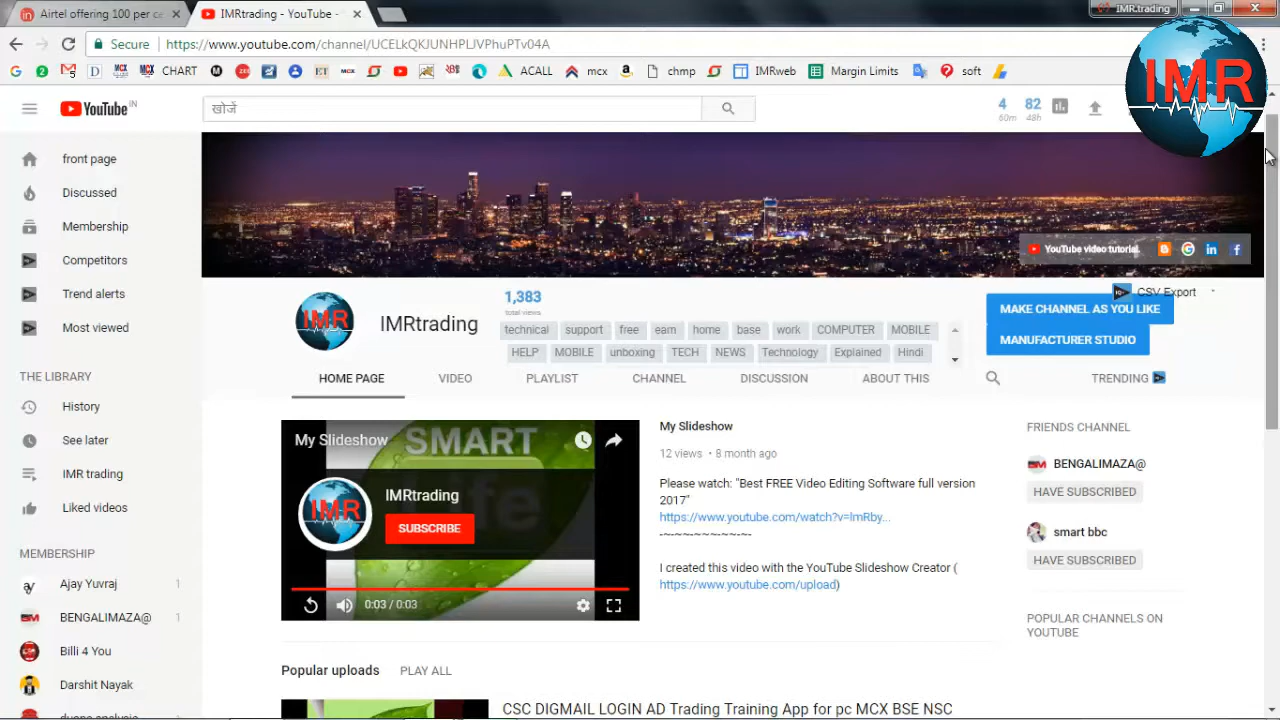 Airtel offering 100 per ce
IMRtrading - YouTube -
IMR.trading
Secure
https://www.youtube.com/channel/UCELkQKJUNHPLJVPhuPTv04A
CHART
ET
ACALL
mcx
chmp
IMRweb
Margin Limits
soft
IMR
YouTube IN
खोजें
4
60m
82
48h
front page
Discussed
Membership
Competitors
Trend alerts
Most viewed
THE LIBRARY
History
See later
IMR trading
Liked videos
MEMBERSHIP
Ajay Yuvraj 1
BENGALIMAZA@ 1
Billi 4 You
Darshit Nayak
YouTube video tutorial.
IMR
IMRtrading
1,383
total views
technical support free earn home base work COMPUTER MOBILE
HELP MOBILE unboxing TECH NEWS Technology Explained Hindi
CSV Export
MAKE CHANNEL AS YOU LIKE
MANUFACTURER STUDIO
HOME PAGE VIDEO PLAYLIST CHANNEL DISCUSSION ABOUT THIS TRENDING
My Slideshow
SMART
Life
IMR
IMRtrading
SUBSCRIBE
0:03 / 0:03
My Slideshow
12 views • 8 month ago
Please watch: "Best FREE Video Editing Software full version
2017"
https://www.youtube.com/watch?v=lmRby...
-~-~~-~~~-~~-~-
I created this video with the YouTube Slideshow Creator (
https://www.youtube.com/upload)
FRIENDS CHANNEL
BENGALIMAZA@
HAVE SUBSCRIBED
smart bbc
HAVE SUBSCRIBED
POPULAR CHANNELS ON
YOUTUBE
Popular uploads PLAY ALL
CSC DIGMAIL LOGIN AD Trading Training App for pc MCX BSE NSC